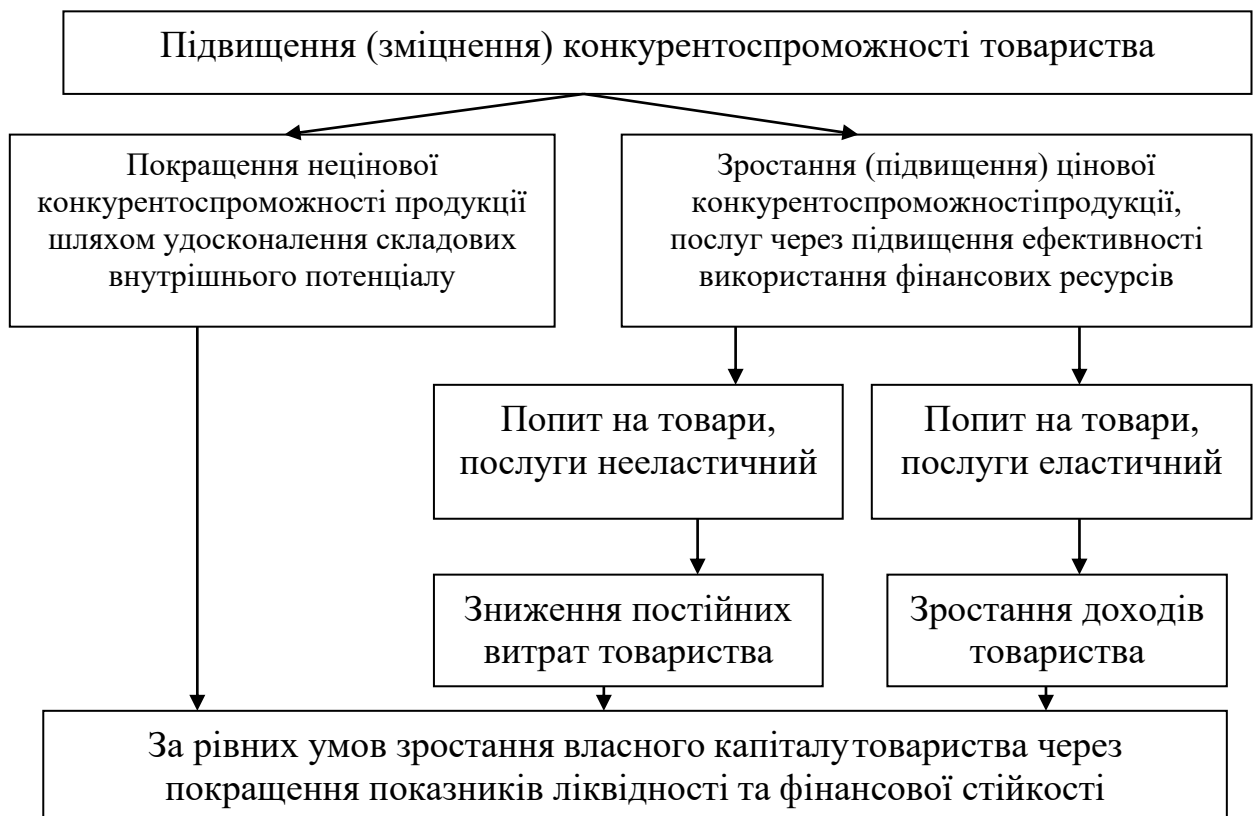 Підвищення (зміцнення) конкурентоспроможності товариства
Покращення нецінової
конкурентоспроможності продукції
шляхом удосконалення складових
внутрішнього потенціалу
Зростання (підвищення) цінової
конкурентоспроможностіпродукції,
послуг через підвищення ефективності
використання фінансових ресурсів
Попит на товари,
послуги нееластичний
Попит на товари,
послуги еластичний
Зниження постійних
витрат товариства
Зростання доходів
товариства
За рівних умов зростання власного капіталутовариства через
покращення показників ліквідності та фінансової стійкості